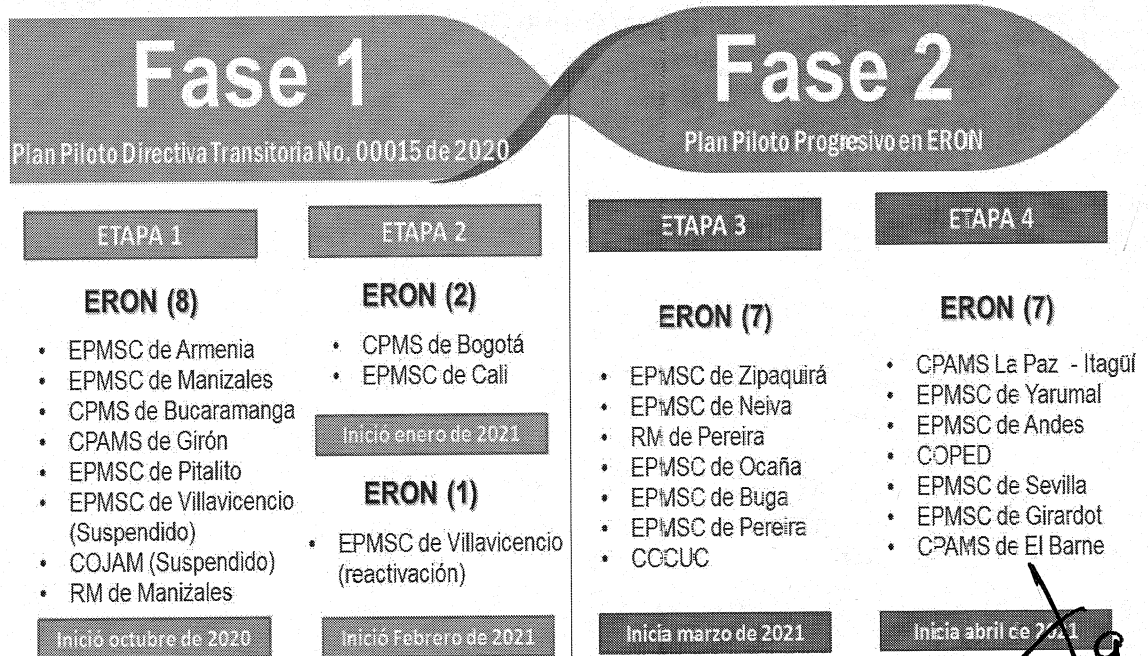 Fase 1
Plan Piloto Directiva Transitoria No. 00015 de 2020
ETAPA 1
ERON (8)
• EPMSC de Armenia
• EPMSC de Manizales
• CPMS de Bucaramanga
• CPAMS de Girón
• EPMSC de Pitalito
• EPMSC de Villavicencio
(Suspendido)
• COJAM (Suspendido)
• RM de Manizales
Inició octubre de 2020
ETAPA 2
ERON (2)
• CPMS de Bogotá
• EPMSC de Cali
Inició enero de 2021
ERON (1)
• EPMSC de Villavicencio
(reactivación)
Inició Febrero de 2021
Fase 2
Plan Piloto Progresivo en ERON
ETAPA 3
ERON (7)
• EPMSC de Zipaquirá
• EPMSC de Neiva
• RM de Pereira
• EPMSC de Ocaña
• EPMSC de Buga
• EPMSC de Pereira
• COCUC
Inicia marzo de 2021
ETAPA 4
ERON (7)
• CPAMS La Paz - Itagüí
• EPMSC de Yarumal
• EPMSC de Andes
• COPED
• EPMSC de Sevilla
• EPMSC de Girardot
• CPAMS de El Barne
Inicia abril de 2021